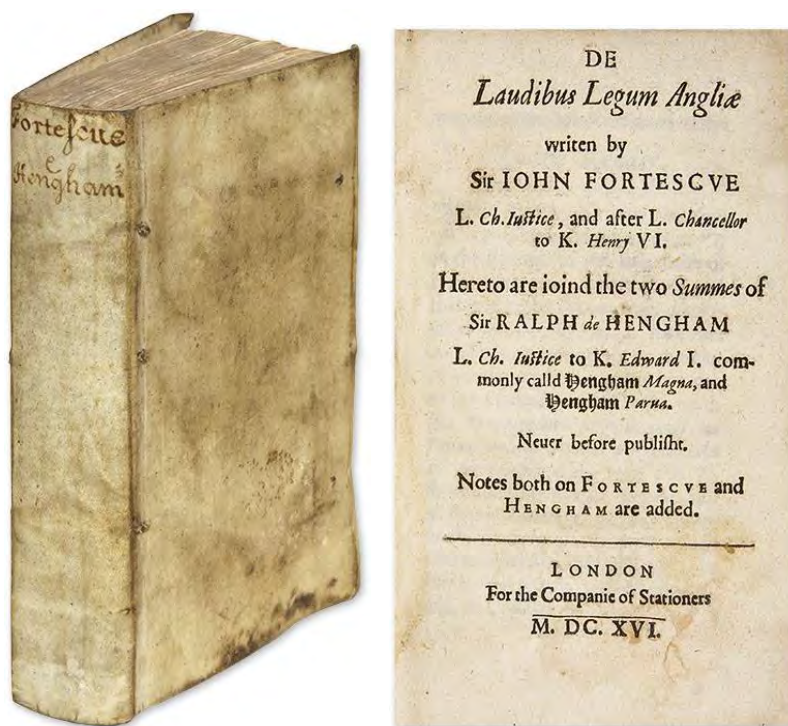 Forteſcue
&
Hengham^s
DE
Laudibus Legum Angliæ
writen by
Sir IOHN FORTESCVE
L. Ch. Iuſtice, and after L. Chancellor
to K. Henry VI.
Hereto are ioind the two Summes of
Sir RALPH de HENGHAM
L. Ch. Iuſtice to K. Edward I. com-
monly calld Hengham Magna, and
Hengham Parua.
Neuer before publiſht.
Notes both on FORTESCVE and
HENGHAM are added.
LONDON
For the Companie of Stationers
M. DC. XVI.